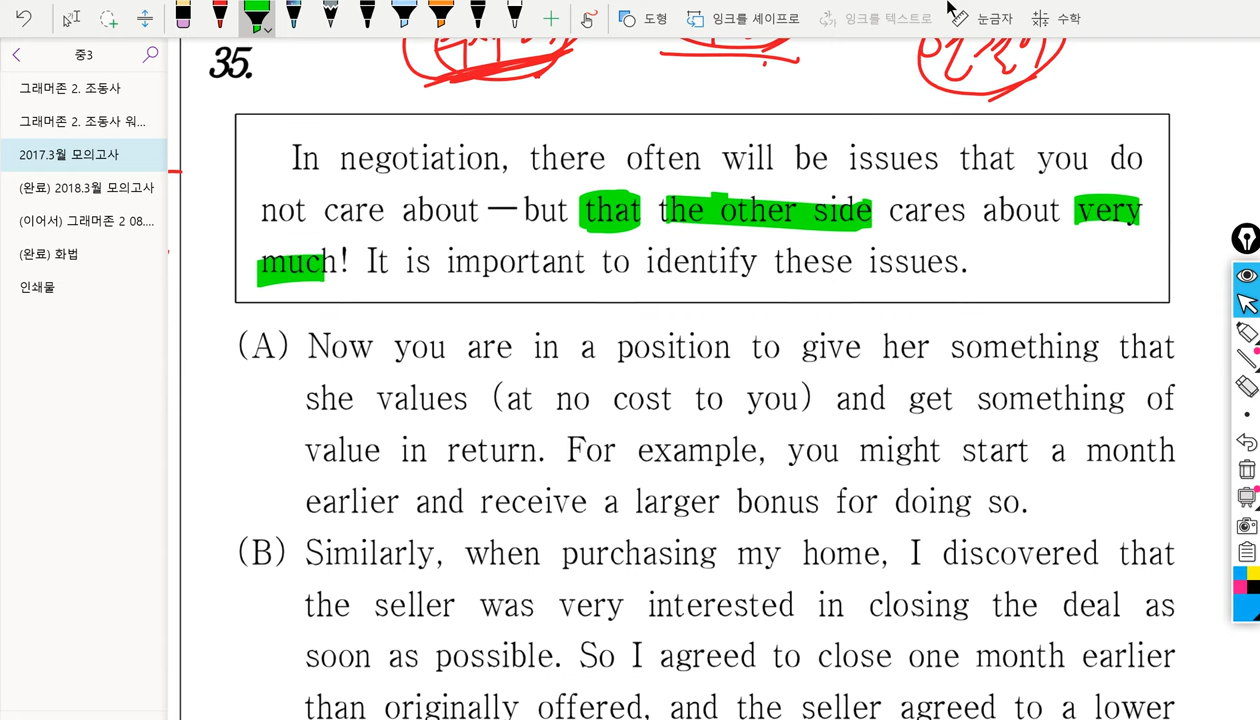 도형
잉크를 셰이프로
잉크를 텍스트로
눈금자
수학
중3
그래머존 2. 조동사
그래머존 2. 조동사 워...
2017.3월 모의고사
(완료) 2018.3월 모의고사
(이어서) 그래머존 2 08....
(완료) 화법
인쇄물
35.
In negotiation, there often will be issues that you do
not care about—but that the other side cares about very
much! It is important to identify these issues.
(A) Now you are in a position to give her something that
she values (at no cost to you) and get something of
value in return. For example, you might start a month
earlier and receive a larger bonus for doing so.
(B) Similarly, when purchasing my home, I discovered that
the seller was very interested in closing the deal as
soon as possible. So I agreed to close one month earlier
than originally offered, and the seller agreed to a lower